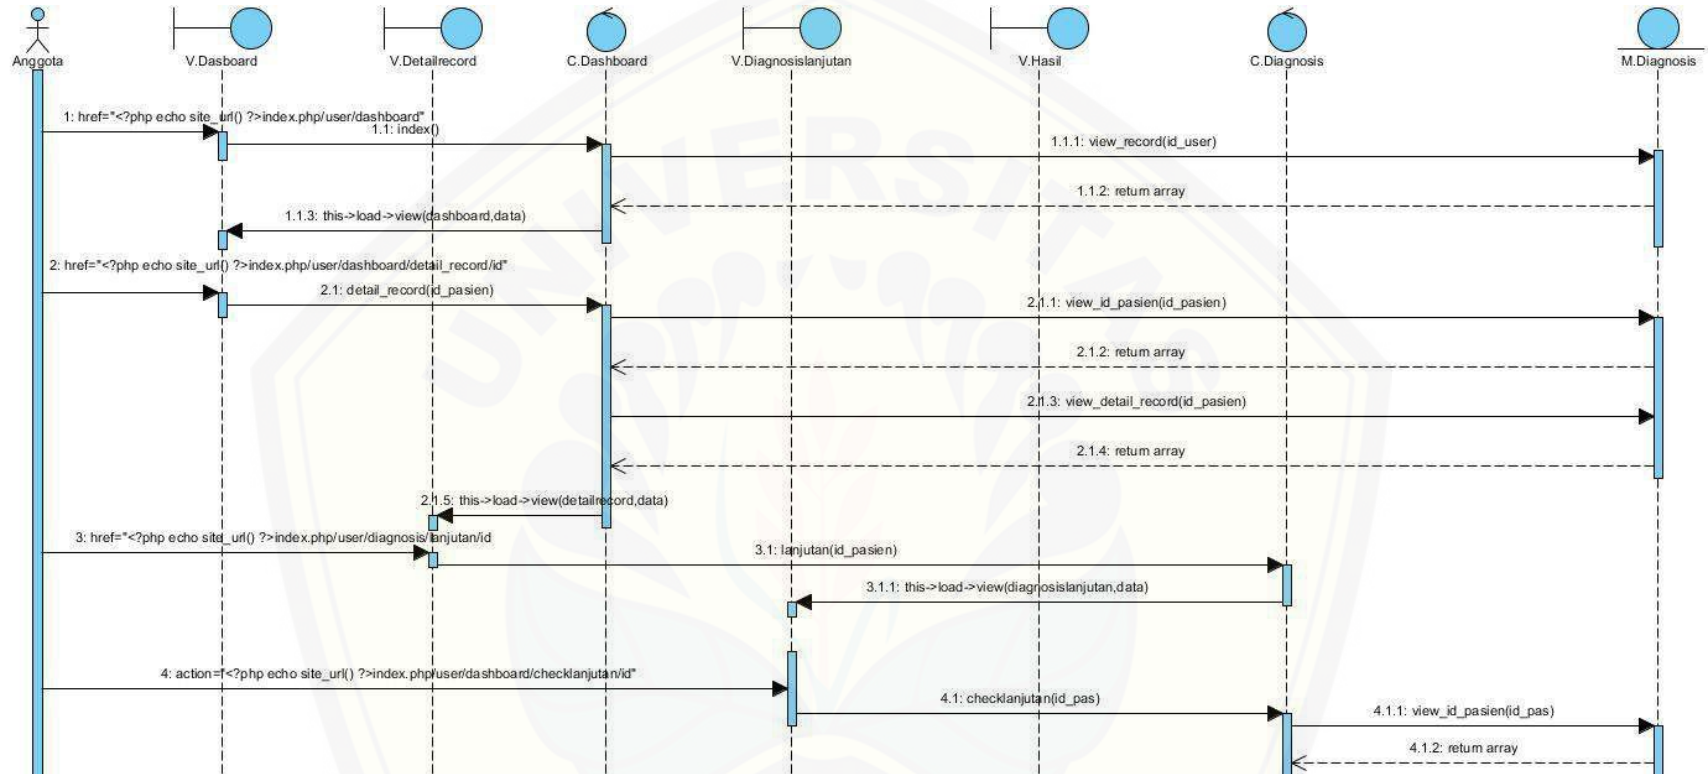 Anggota
V.Dasboard
V.Detailrecord
C.Dashboard
V.Diagnosislanjutan
V.Hasil
C.Diagnosis
M.Diagnosis
1: href="<?php echo site_url() ?>index.php/user/dashboard"
1.1: index()
1.1.1: view_record(id_user)
1.1.2: return array
1.1.3: this->load->view(dashboard,data)
2: href="<?php echo site_url() ?>index.php/user/dashboard/detail_record/id"
2.1: detail_record(id_pasien)
2.1.1: view_id_pasien(id_pasien)
2.1.2: return array
2.1.3: view_detail_record(id_pasien)
2.1.4: return array
2.1.5: this->load->view(detailrecord,data)
3: href="<?php echo site_url() ?>index.php/user/diagnosis/lanjutan/id
3.1: lanjutan(id_pasien)
3.1.1: this->load->view(diagnosislanjutan,data)
4: action="<?php echo site_url() ?>index.php/user/dashboard/checklanjutan/id"
4.1: checklanjutan(id_pas)
4.1.1: view_id_pasien(id_pas)
4.1.2: return array
UNIVERSITAS